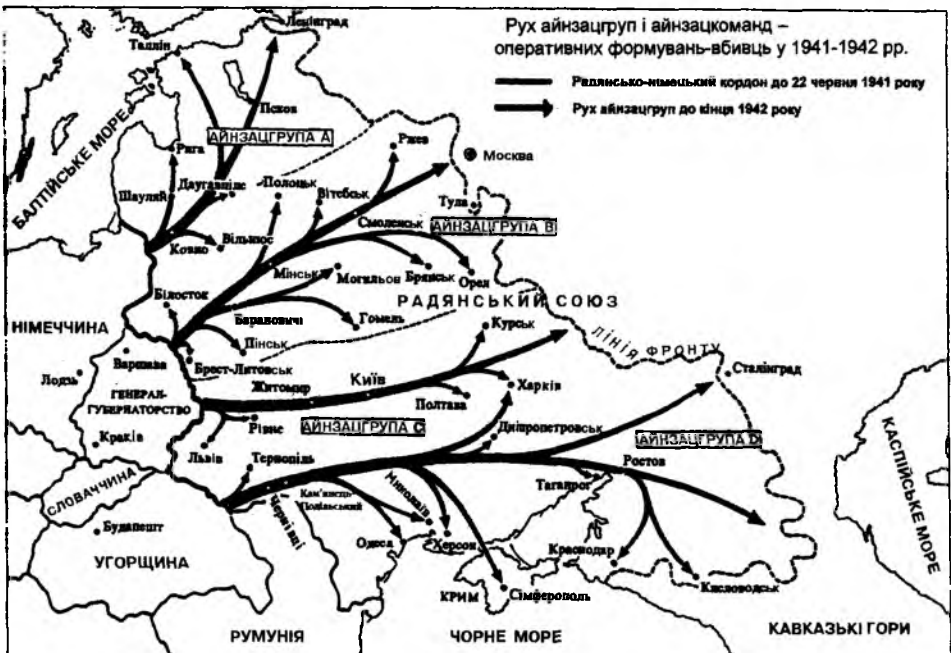 Рух айнзацгруп і айнзацкоманд –
оперативних формувань-вбивць у 1941-1942 рр.
Радянсько-німецький кордон до 22 червня 1941 року
Рух айнзацгруп до кінця 1942 року
Ленінград
Таллін
Псков
БАЛТІЙСЬКЕ МОРЕ
АЙНЗАЦГРУПА А
Рига
Ржев
Москва
Шауляй
Даугавпілс
Полоцьк
Вітебськ
Тула
Смоленськ
АЙНЗАЦГРУПА В
Ковно
Вільнюс
Мінськ
Могильов
Брянськ
Орел
Білосток
РАДЯНСЬКИЙ СОЮЗ
НІМЕЧЧИНА
Барановичі
Гомель
Курськ
ЛІНІЯ ФРОНТУ
Пінськ
Варшава
Брест-Литовськ
Сталінград
Лодзь
Житомир
Київ
Харків
ГЕНЕРАЛ-
ГУБЕРНАТОРСТВО
Полтава
Рівне
АЙНЗАЦГРУПА С
Дніпропетровськ
АЙНЗАЦГРУПА D
Краків
Львів
Тернопіль
Ростов
СЛОВАЧЧИНА
Таганрог
КАСПІЙСЬКЕ МОРЕ
Кам'янець-
Подільський
Миколаїв
Чернівці
Будапешт
Одеса
Херсон
Краснодар
УГОРЩИНА
Кисловодськ
КРИМ
Сімферополь
РУМУНІЯ
ЧОРНЕ МОРЕ
КАВКАЗЬКІ ГОРИ